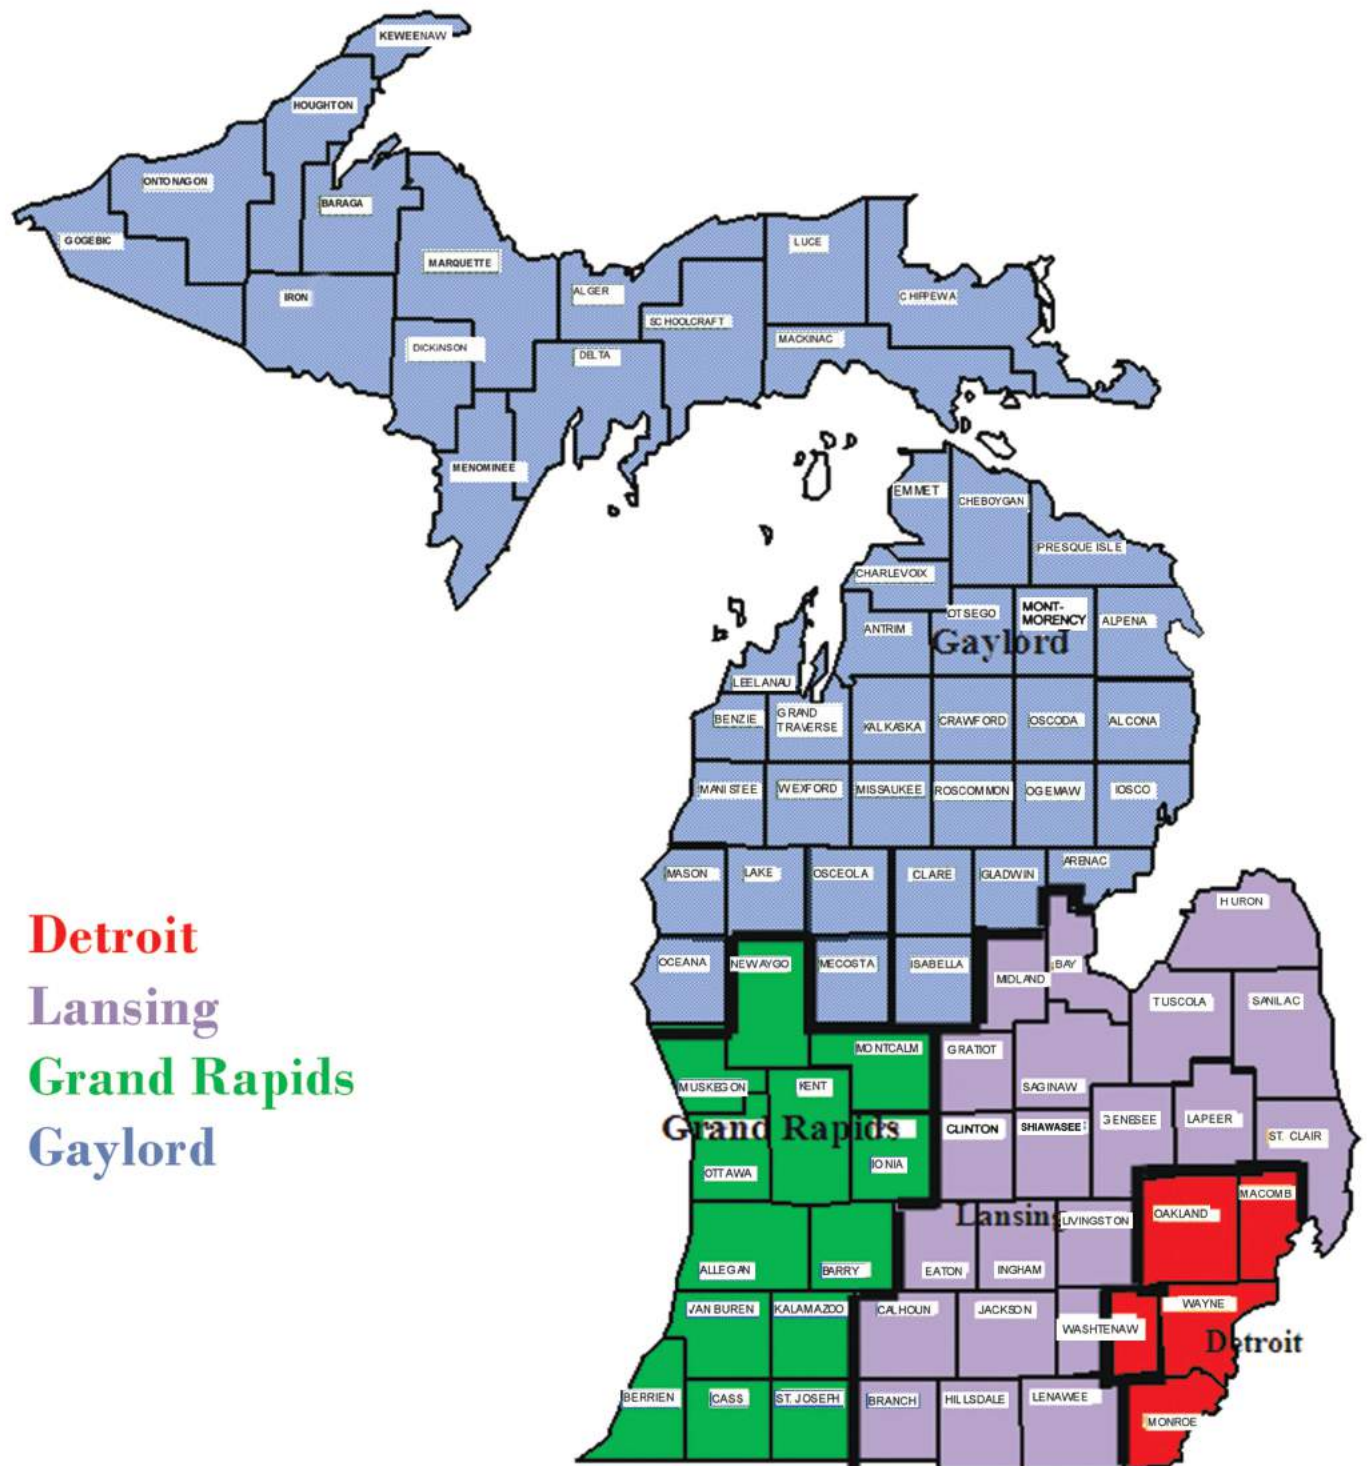 KEWEENAW
HOUGHTON
ONTONAGON
BARAGA
GOGEBIC
LUCE
MARQUETTE
ALGER
CHIPPEWA
IRON
SCHOOLCRAFT
MACKINAC
DICKINSON
DELTA
MENOMINEE
EMMET
CHEBOYGAN
PRESQUE ISLE
CHARLEVOIX
OTSEGO
MONT-
MORENCY
ALPENA
ANTRIM
Gaylord
LEELANAU
BENZIE
GRAND
TRAVERSE
KALKASKA
CRAWFORD
OSCODA
ALCONA
MANISTEE
WEXFORD
MISSAUKEE
ROSCOMMON
OGEMAW
IOSCO
ARENAC
MASON
LAKE
OSCEOLA
CLARE
GLADWIN
HURON
Detroit
OCEANA
NEWAYGO
MECOSTA
ISABELLA
MIDLAND
BAY
TUSCOLA
SANILAC
Lansing
MONTCALM
GRATIOT
Grand Rapids
MUSKEGON
KENT
SAGINAW
Grand Rapids
CLINTON
SHIAWASEE
GENESEE
LAPEER
ST. CLAIR
Gaylord
OTTAWA
IONIA
MACOMB
Lansing
LIVINGSTON
OAKLAND
ALLEGAN
BARRY
EATON
INGHAM
VAN BUREN
KALAMAZOO
CALHOUN
JACKSON
WASHTENAW
WAYNE
Detroit
BERRIEN
CASS
ST. JOSEPH
BRANCH
HILLSDALE
LENAWEE
MONROE